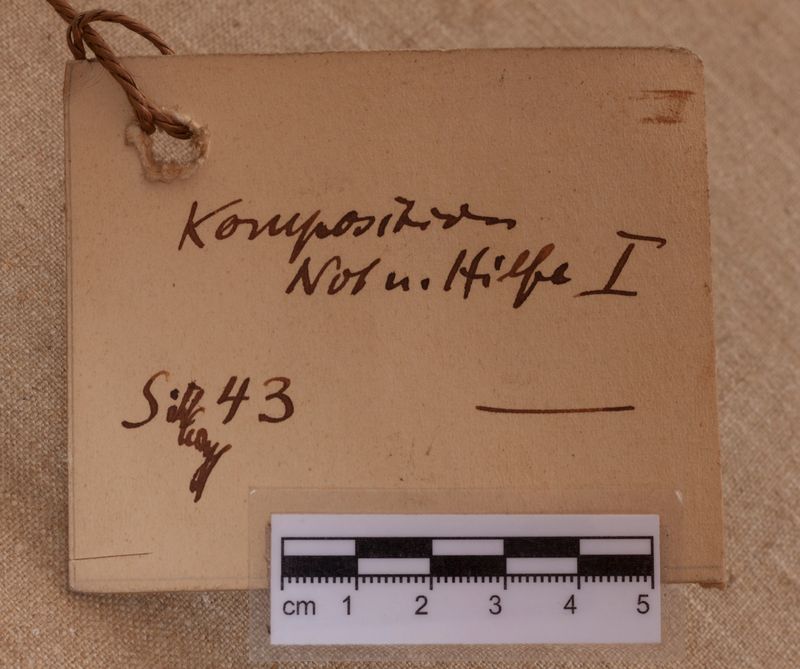 Komposition
Not u. Hilfe I
43
cm 1 2 3 4 5